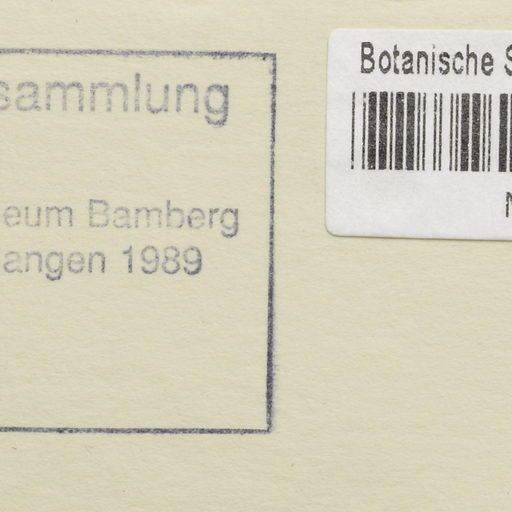 sammlung
eum Bamberg
angen 1989
Botanische S